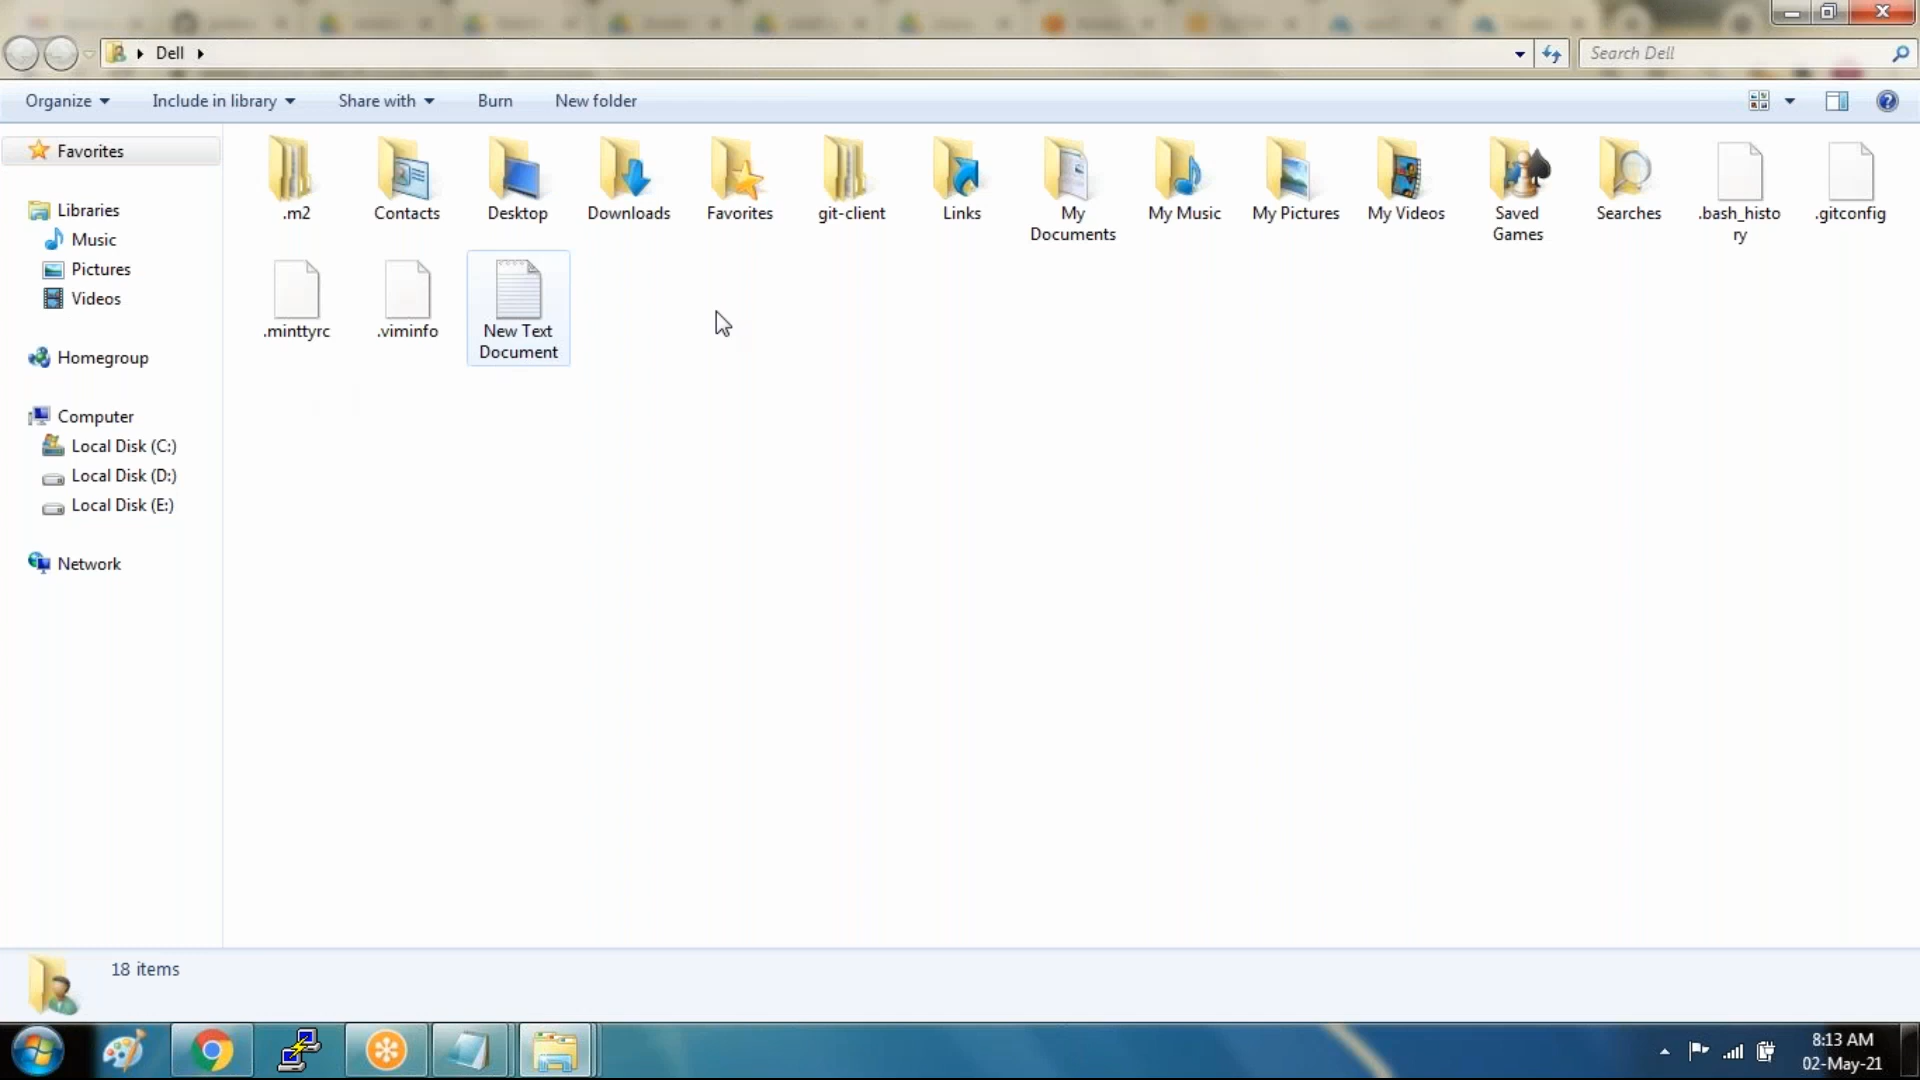 Dell
Search Dell
Organize
Include in library
Share with
Burn
New folder
Favorites
Libraries
Music
Pictures
Videos
Homegroup
Computer
Local Disk (C:)
Local Disk (D:)
Local Disk (E:)
Network
.m2
Contacts
Desktop
Downloads
Favorites
git-client
Links
My
Documents
My Music
My Pictures
My Videos
Saved
Games
Searches
.bash_histo
ry
.gitconfig
.minttyrc
.viminfo
New Text
Document
18 items
8:13 AM
02-May-21